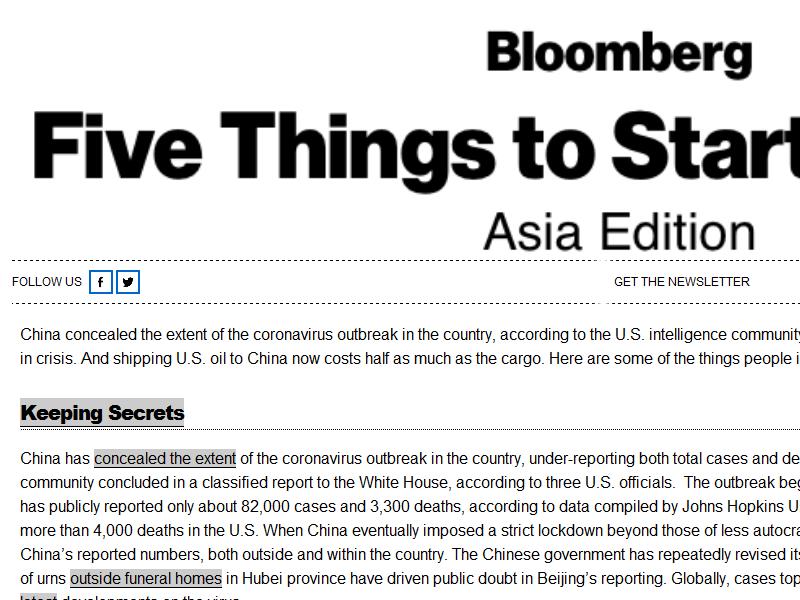 Bloomberg
Five Things to Start
Asia Edition
FOLLOW US
GET THE NEWSLETTER
China concealed the extent of the coronavirus outbreak in the country, according to the U.S. intelligence community
in crisis. And shipping U.S. oil to China now costs half as much as the cargo. Here are some of the things people i
Keeping Secrets
China has concealed the extent of the coronavirus outbreak in the country, under-reporting both total cases and de
community concluded in a classified report to the White House, according to three U.S. officials. The outbreak beg
has publicly reported only about 82,000 cases and 3,300 deaths, according to data compiled by Johns Hopkins U
more than 4,000 deaths in the U.S. When China eventually imposed a strict lockdown beyond those of less autocra
China's reported numbers, both outside and within the country. The Chinese government has repeatedly revised its
of urns outside funeral homes in Hubei province have driven public doubt in Beijing's reporting. Globally, cases top
latest developments on the virus.